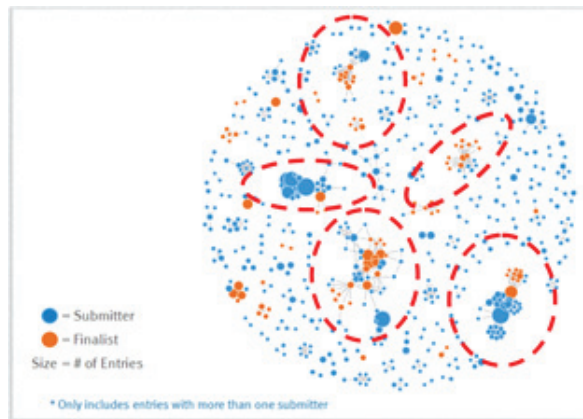 = Submitter
= Finalist
Size = # of Entries
* Only includes entries with more than one submitter